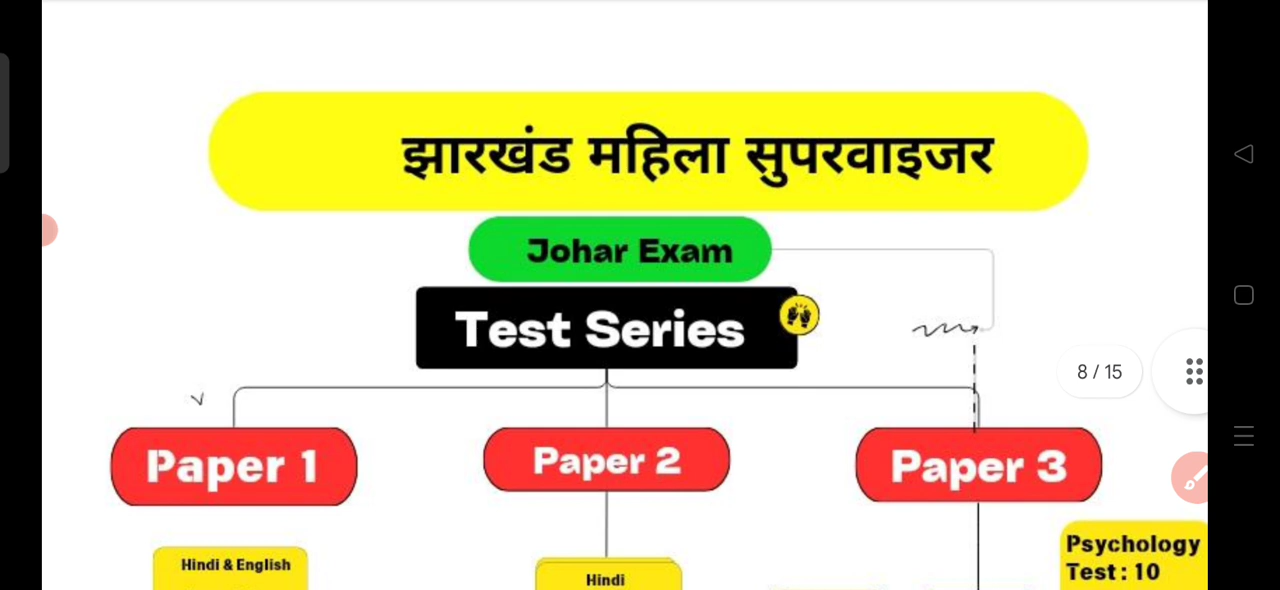 झारखंड महिला सुपरवाइजर
Johar Exam
Test Series
8 / 15
Paper 1
Paper 2
Paper 3
Hindi & English
Hindi
Psychology
Test : 10